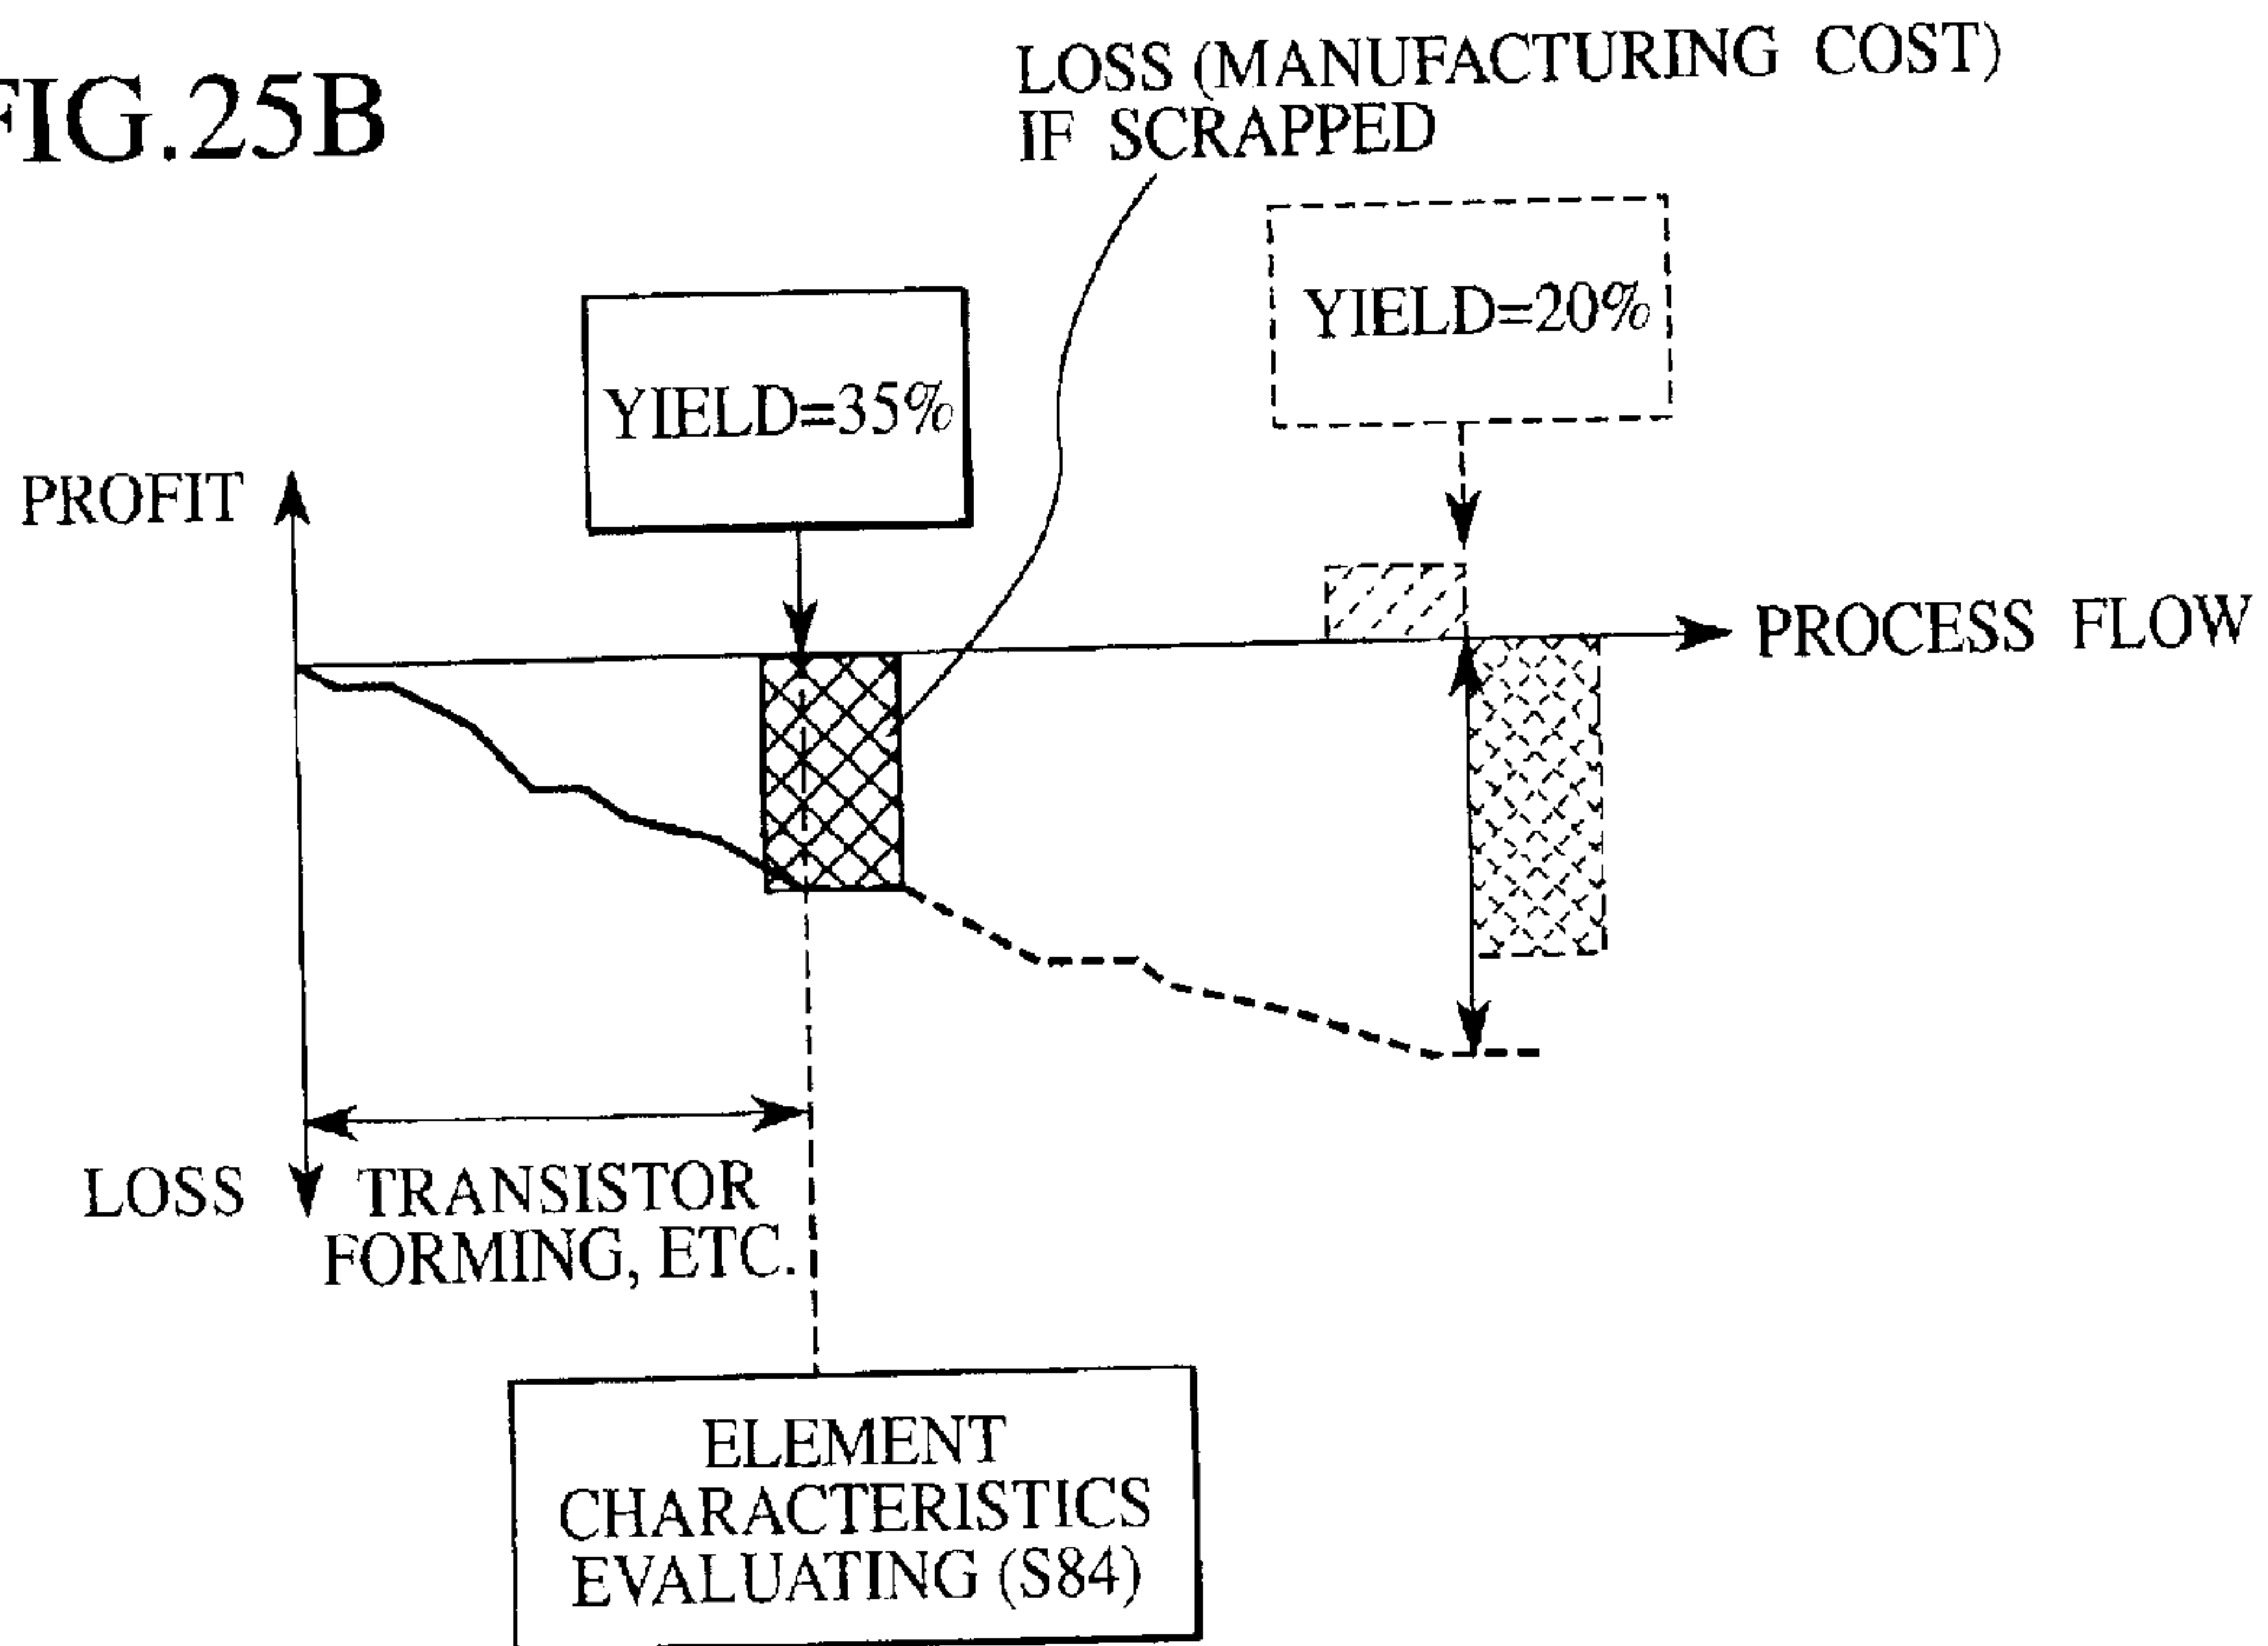 FIG.25B
LOSS (MANUFACTURING COST)
IF SCRAPPED
YIELD=20%
YIELD=35%
PROFIT
PROCESS FLOW
LOSS
TRANSISTOR
FORMING, ETC.
ELEMENT
CHARACTERISTICS
EVALUATING (S84)